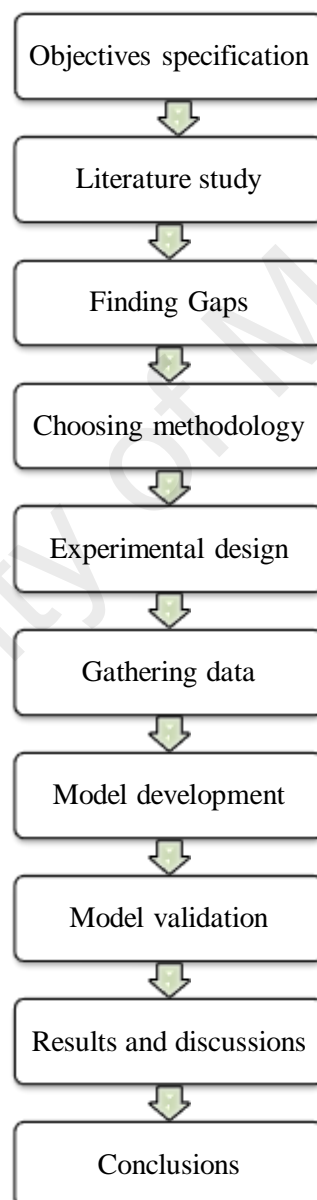 Objectives specification
Literature study
Finding Gaps
Choosing methodology
Experimental design
Gathering data
Model development
Model validation
Results and discussions
Conclusions